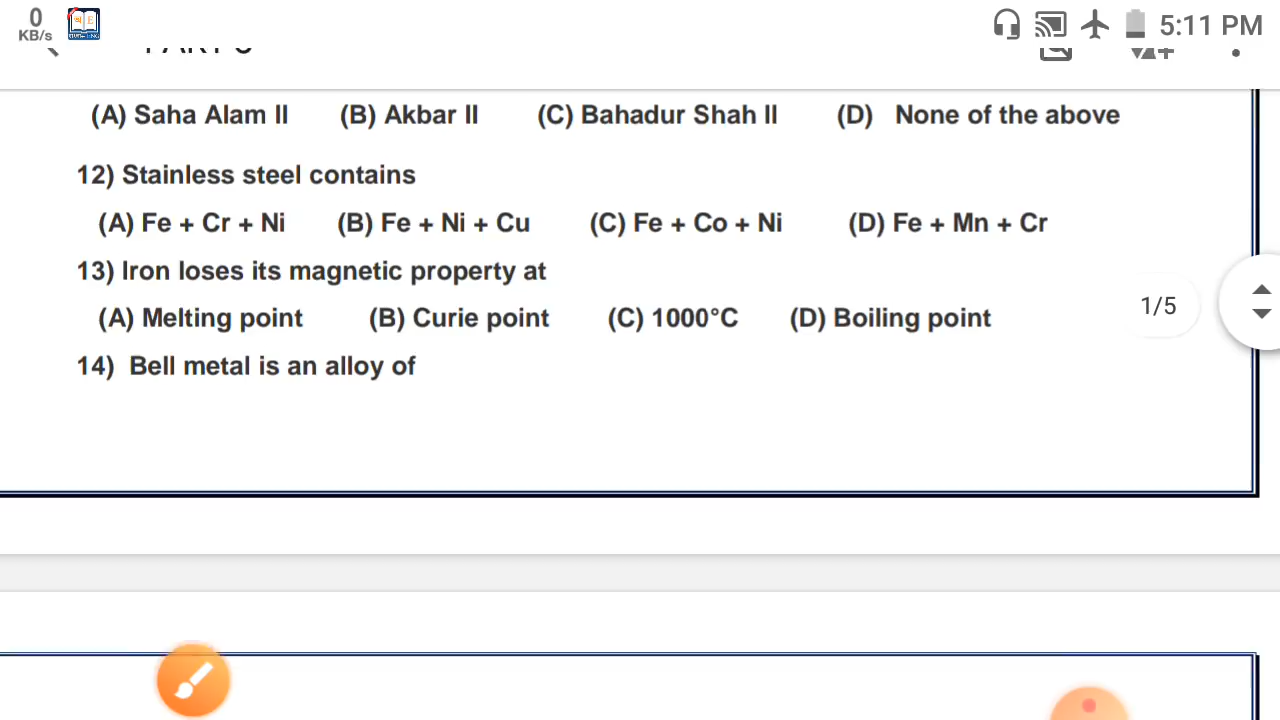 0
KB/s
5:11 PM
(A) Saha Alam II (B) Akbar II (C) Bahadur Shah II (D) None of the above
12) Stainless steel contains
(A) Fe + Cr + Ni (B) Fe + Ni + Cu (C) Fe + Co + Ni (D) Fe + Mn + Cr
13) Iron loses its magnetic property at
(A) Melting point (B) Curie point (C) 1000°C (D) Boiling point
1/5
14) Bell metal is an alloy of